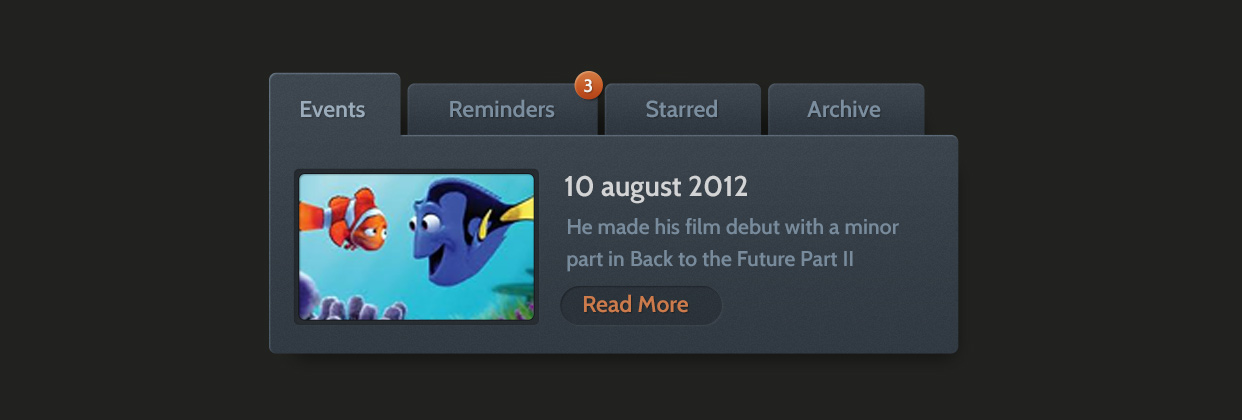 Events
Reminders
3
Starred
Archive
10 august 2012
He made his film debut with a minor
part in Back to the Future Part II
Read More